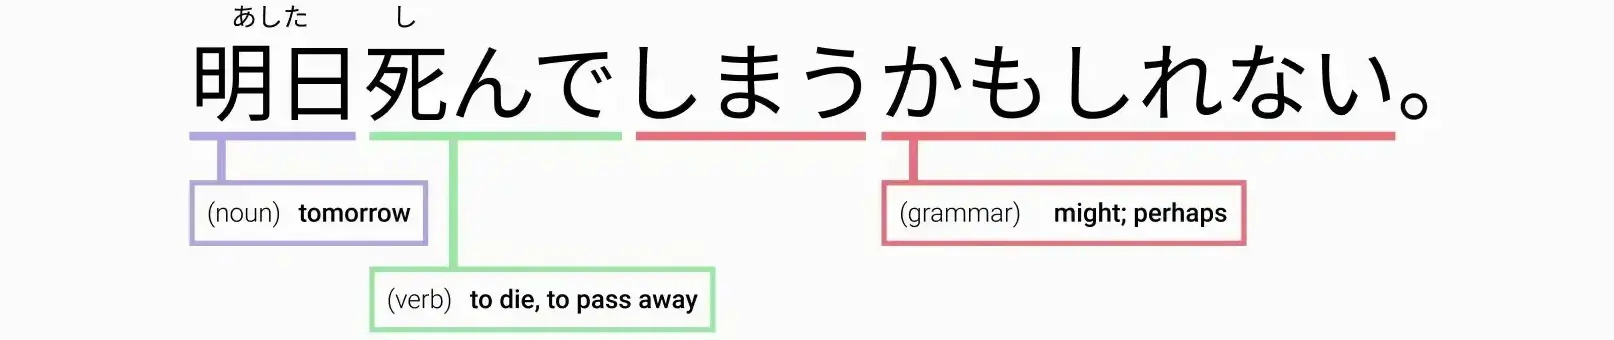 あした し
明日死んでしまうかもしれない。
(noun) tomorrow
(grammar) might; perhaps
(verb) to die, to pass away